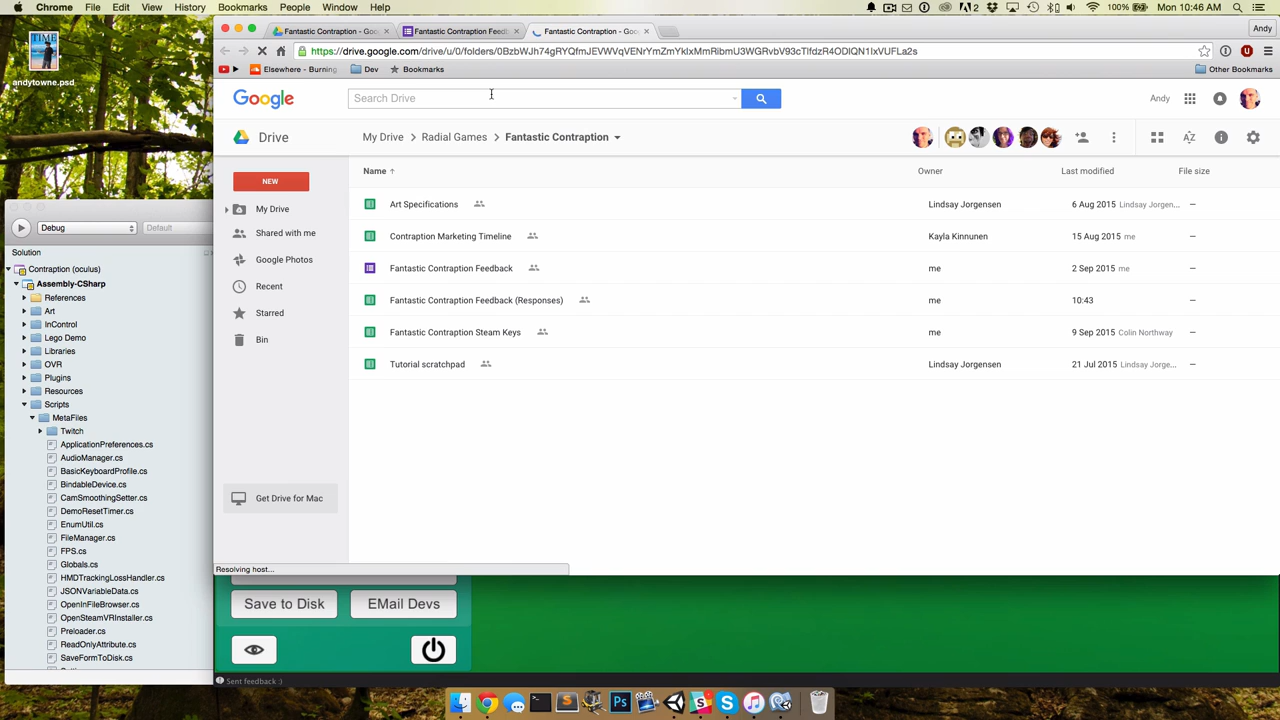 Chrome File Edit View History Bookmarks People Window Help
100% Mon 10:46 AM
TIME
andytowne.psd
Fantastic Contraption - Goo
Fantastic Contraption Feedb
Fantastic Contraption - Goo
Andy
https://drive.google.com/drive/u/0/folders/
Elsewhere - Burning
Dev
Bookmarks
Other Bookmarks
Google
Search Drive
Andy
Drive
My Drive > Radial Games > Fantastic Contraption
NEW
My Drive
Shared with me
Google Photos
Recent
Starred
Bin
Get Drive for Mac
Name Owner Last modified File size
Art Specifications Lindsay Jorgensen 6 Aug 2015 Lindsay Jorgen... –
Contraption Marketing Timeline Kayla Kinnunen 15 Aug 2015 me –
Fantastic Contraption Feedback me 2 Sep 2015 me –
Fantastic Contraption Feedback (Responses) me 10:43 –
Fantastic Contraption Steam Keys me 9 Sep 2015 Colin Northway –
Tutorial scratchpad Lindsay Jorgensen 21 Jul 2015 Lindsay Jorge... –
Resolving host...
Debug
Default
Solution
Contraption (oculus)
Assembly-CSharp
References
Art
InControl
Lego Demo
Libraries
OVR
Plugins
Resources
Scripts
MetaFiles
Twitch
ApplicationPreferences.cs
AudioManager.cs
BasicKeyboardProfile.cs
BindableDevice.cs
CamSmoothingSetter.cs
DemoResetTimer.cs
EnumUtil.cs
FileManager.cs
FPS.cs
Globals.cs
HMDTrackingLossHandler.cs
JSONVariableData.cs
OpenInFileBrowser.cs
OpenSteamVRInstaller.cs
Preloader.cs
ReadOnlyAttribute.cs
SaveFormToDisk.cs
Save to Disk
EMail Devs
Sent feedback :)
Ps